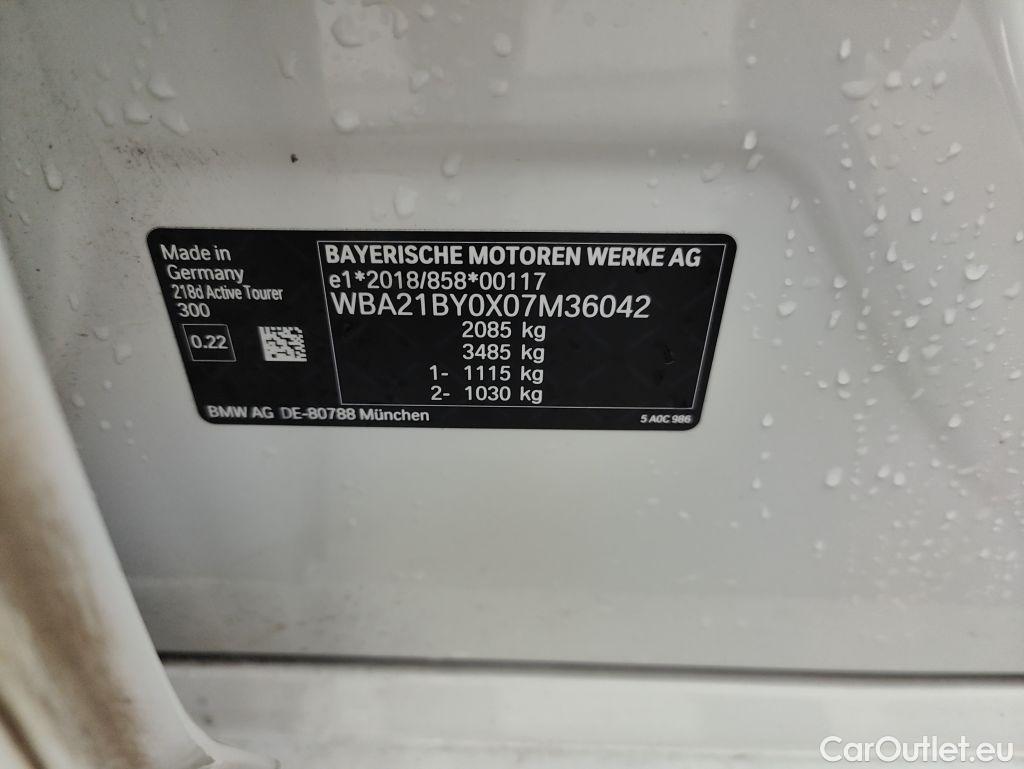 Made in
Germany
218d Active Tourer
300
0.22
BAYERISCHE MOTOREN WERKE AG
e1*2018/858*00117
WBA21BY0X07M36042
2085 kg
3485 kg
1- 1115 kg
2- 1030 kg
BMW AG DE-80788 München
5 A0C 986
CarOutlet.eu